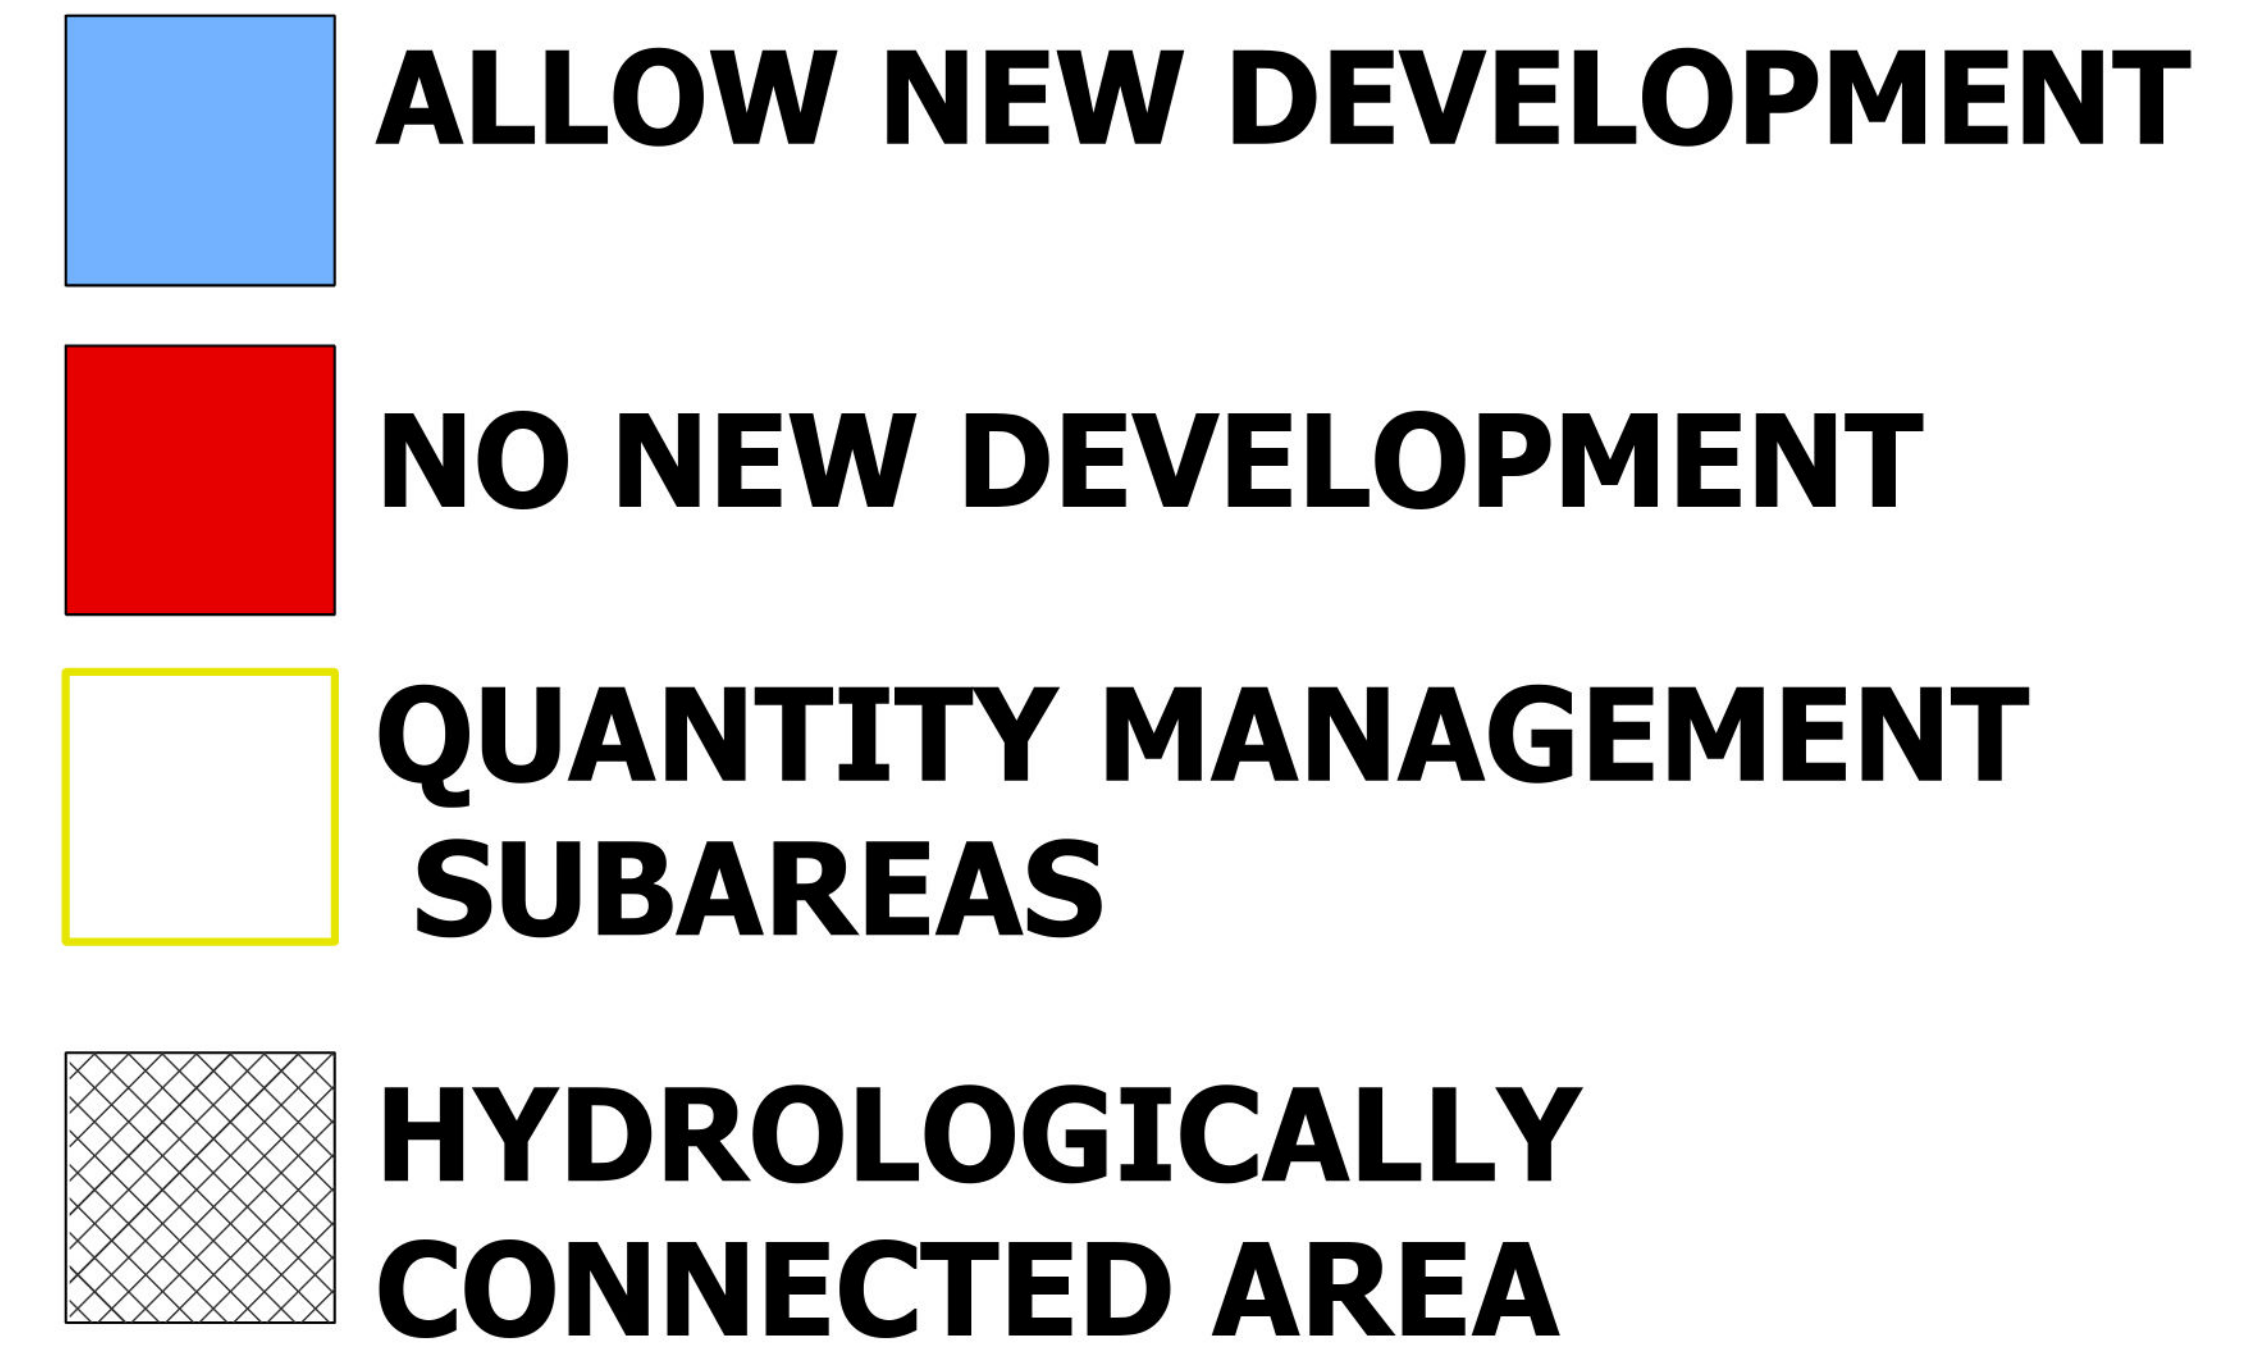 ALLOW NEW DEVELOPMENT
NO NEW DEVELOPMENT
QUANTITY MANAGEMENT
SUBAREAS
HYDROLOGICALLY
CONNECTED AREA